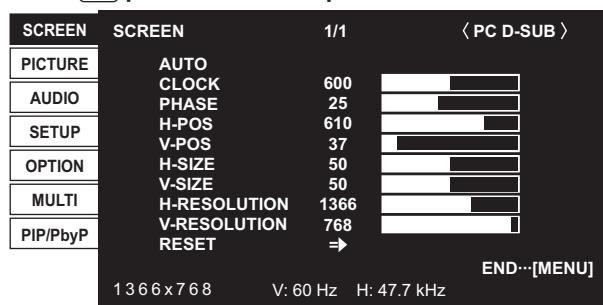 SCREEN
PICTURE
AUDIO
SETUP
OPTION
MULTI
PIP/PbyP
SCREEN 1/1 〈 PC D-SUB 〉
AUTO
CLOCK 600
PHASE 25
H-POS 610
V-POS 37
H-SIZE 50
V-SIZE 50
H-RESOLUTION 1366
V-RESOLUTION 768
RESET ⇒
END···[MENU]
1366x768 V: 60 Hz H: 47.7 kHz